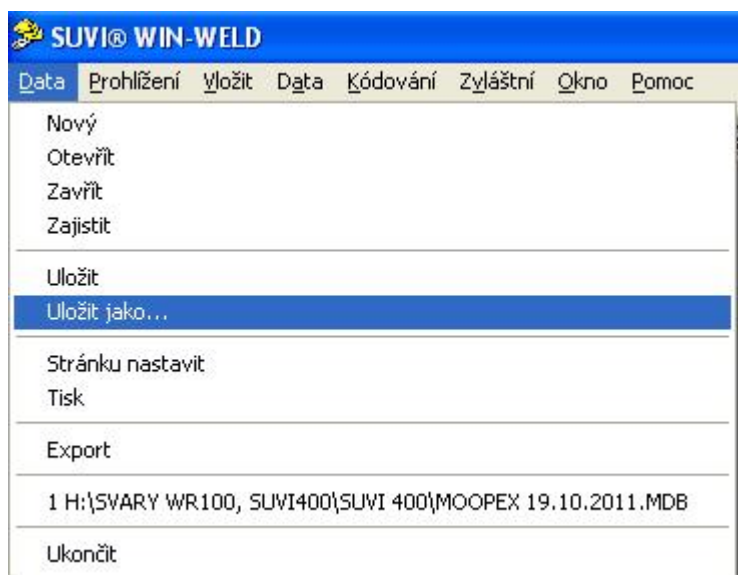 SUVI® WIN-WELD
Data Prohlížení Vložit Data Kódování Zvláštní Okno Pomoc
Nový
Otevřít
Zavřít
Zajistit
Uložit
Uložit jako...
Stránku nastavit
Tisk
Export
1 H:\SVARY WR100, SUVI400\SUVI 400\MOOPEX 19.10.2011.MDB
Ukončit